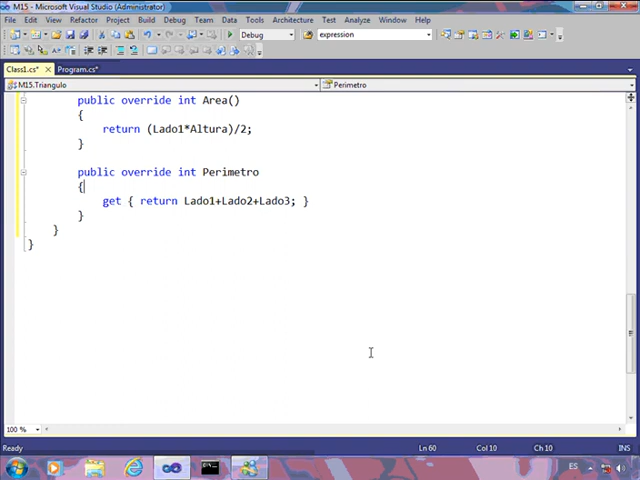 M15 - Microsoft Visual Studio (Administrator)
File Edit View Refactor Project Build Debug Team Data Tools Architecture Test Analyze Window Help
Debug expression
Class1.cs* Program.cs*
M15.Triangulo Perimetro
public override int Area()
{
return (Lado1*Altura)/2;
}
public override int Perimetro
{
get { return Lado1+Lado2+Lado3; }
}
}
}
100 %
Ready Ln 60 Col 10 Ch 10 INS
ES